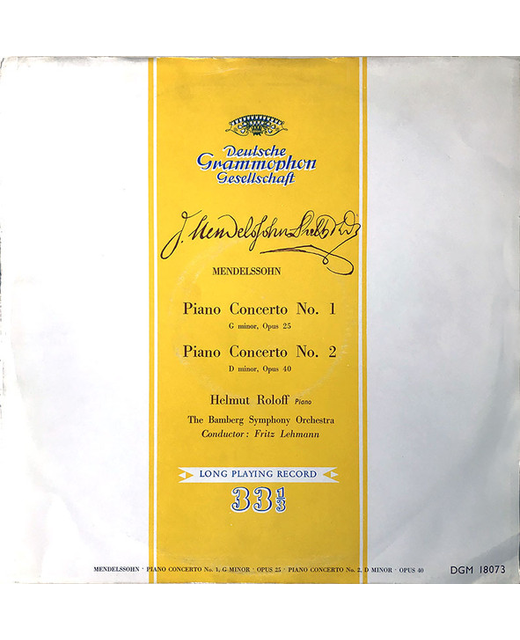 Deutsche
Grammophon
Gesellschaft
MENDELSSOHN
Piano Concerto No. 1
G minor, Opus 25
Piano Concerto No. 2
D minor, Opus 40
Helmut Roloff Piano
The Bamberg Symphony Orchestra
Conductor: Fritz Lehmann
LONG PLAYING RECORD
33 1/3
MENDELSSOHN · PIANO CONCERTO No. 1, G MINOR · OPUS 25 · PIANO CONCERTO No. 2, D MINOR · OPUS 40 DGM 18073